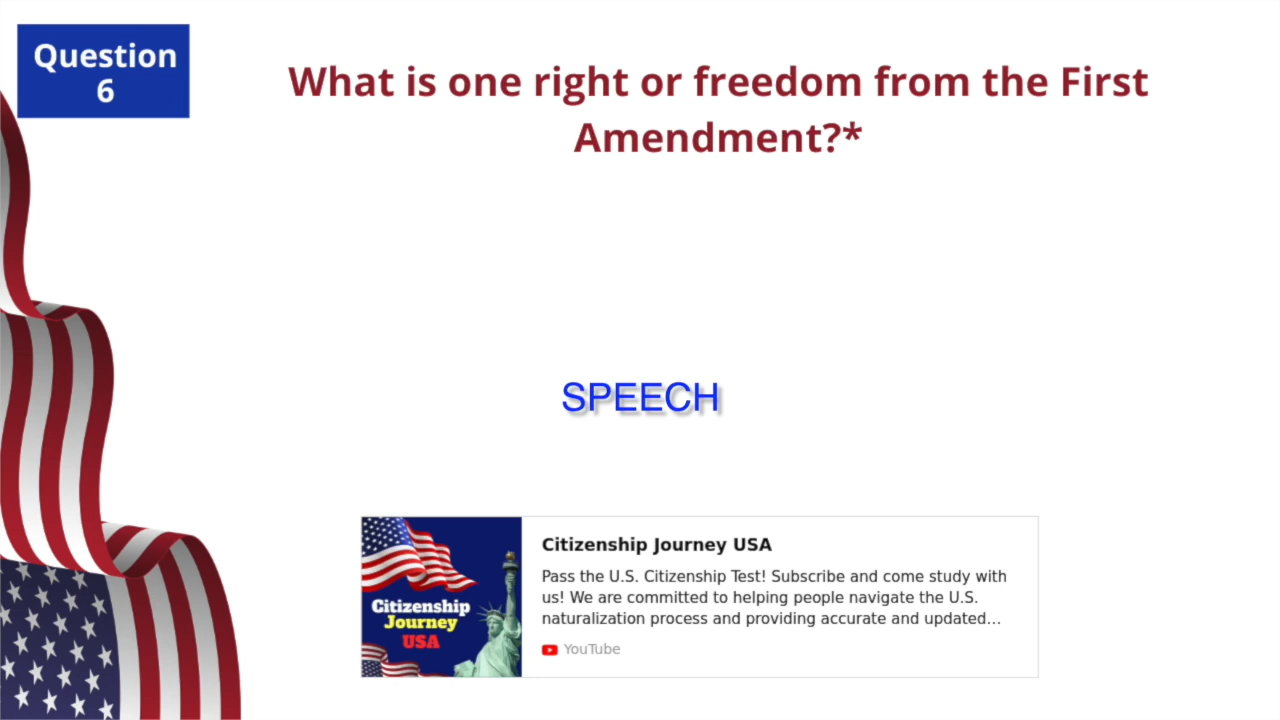 Question
6
What is one right or freedom from the First
Amendment?*
SPEECH
Citizenship Journey USA
Pass the U.S. Citizenship Test! Subscribe and come study with
us! We are committed to helping people navigate the U.S.
naturalization process and providing accurate and updated...
YouTube
Citizenship
Journey
USA